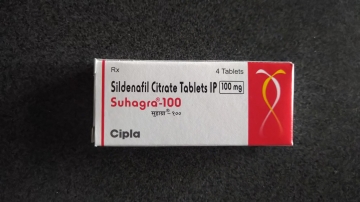 Rx
4 Tablets
Sildenafil Citrate Tablets IP 100 mg
Suhagra®-100
सुहाग्रा®-१००
Cipla